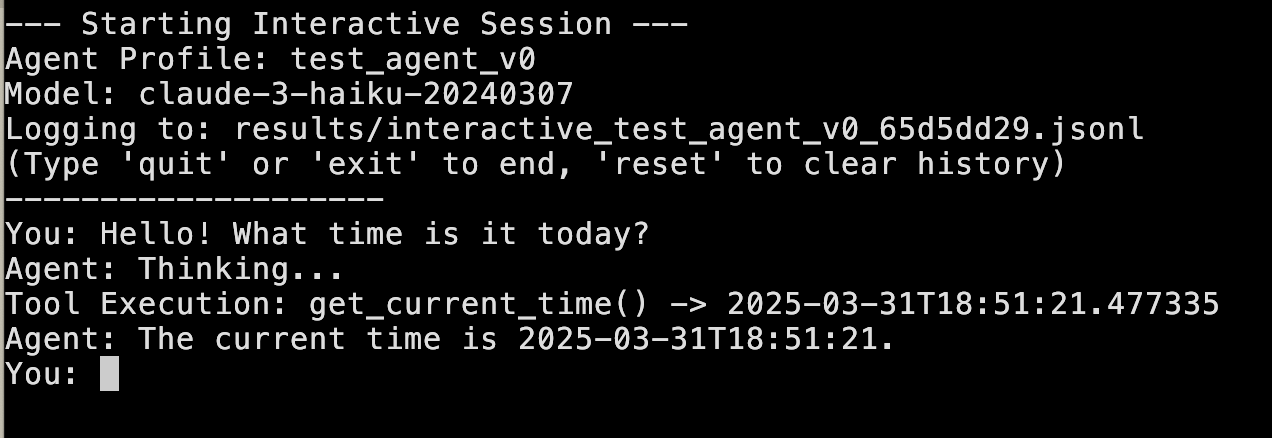 --- Starting Interactive Session ---
Agent Profile: test_agent_v0
Model: claude-3-haiku-20240307
Logging to: results/interactive_test_agent_v0_65d5dd29.jsonl
(Type 'quit' or 'exit' to end, 'reset' to clear history)
--------------------
You: Hello! What time is it today?
Agent: Thinking...
Tool Execution: get_current_time() -> 2025-03-31T18:51:21.477335
Agent: The current time is 2025-03-31T18:51:21.
You: